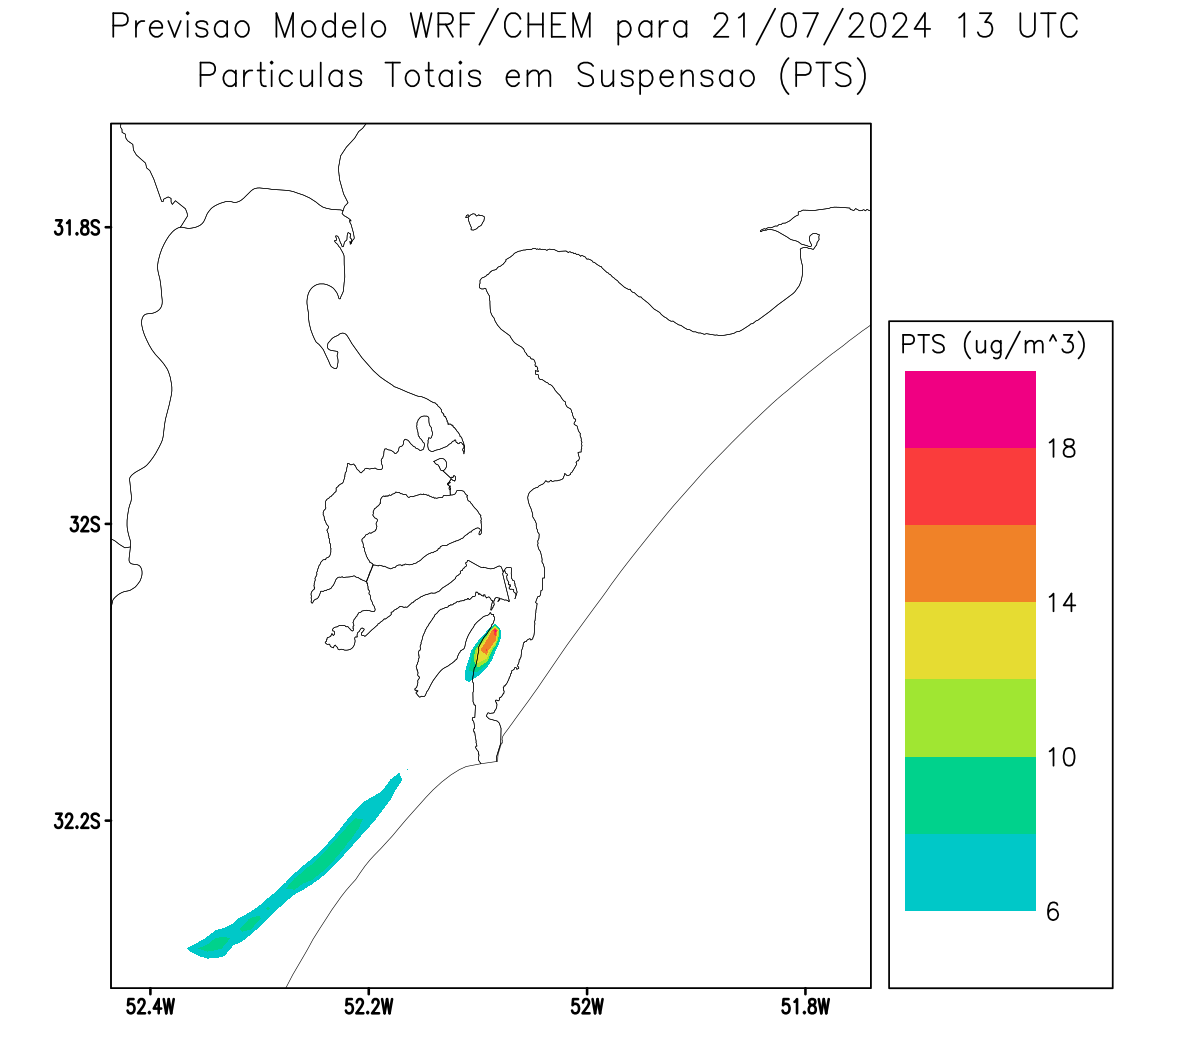 Previsao Modelo WRF/CHEM para 21/07/2024 13 UTC
Particulas Totais em Suspensao (PTS)
31.8S
32S
32.2S
52.4W
52.2W
52W
51.8W
PTS (ug/m^3)
18
14
10
6